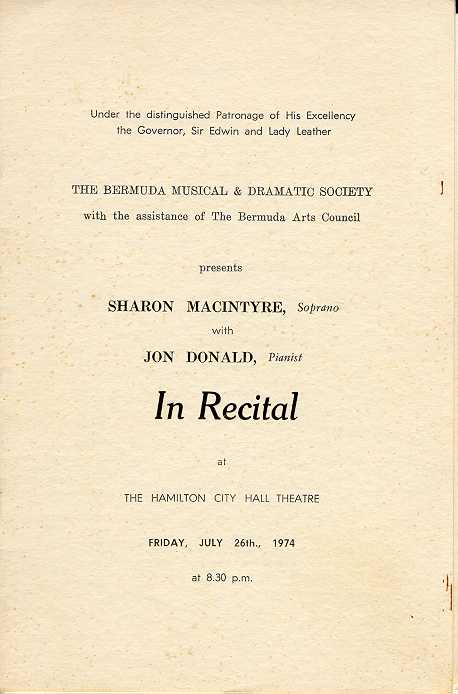 Under the distinguished Patronage of His Excellency
the Governor, Sir Edwin and Lady Leather
THE BERMUDA MUSICAL & DRAMATIC SOCIETY
with the assistance of The Bermuda Arts Council
presents
SHARON MACINTYRE, Soprano
with
JON DONALD, Pianist
In Recital
at
THE HAMILTON CITY HALL THEATRE
FRIDAY, JULY 26th., 1974
at 8.30 p.m.